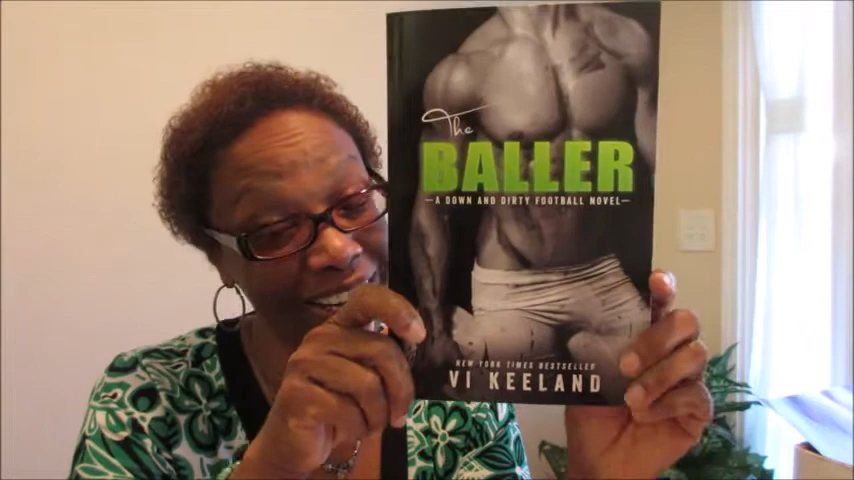 The
BALLER
–A DOWN AND DIRTY FOOTBALL NOVEL–
NEW YORK TIMES BESTSELLER
VI KEELAND